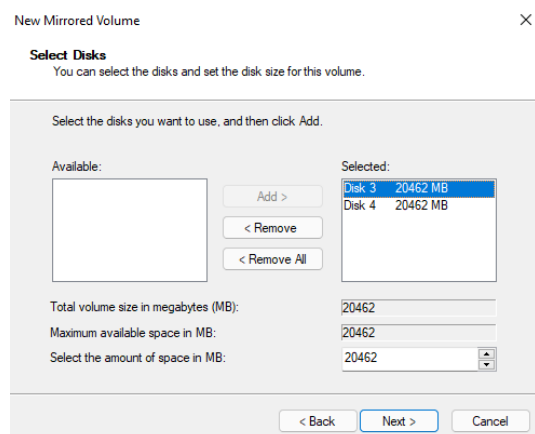 New Mirrored Volume
Select Disks
You can select the disks and set the disk size for this volume.
Select the disks you want to use, and then click Add.
Available:
Selected:
Add >
< Remove
< Remove All
Disk 3 20462 MB
Disk 4 20462 MB
Total volume size in megabytes (MB): 20462
Maximum available space in MB: 20462
Select the amount of space in MB: 20462
< Back Next > Cancel